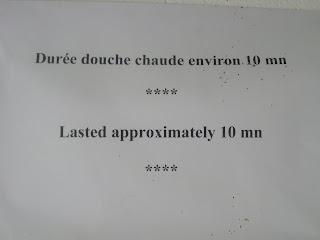 Durée douche chaude environ 10 mn
****
Lasted approximately 10 mn
****